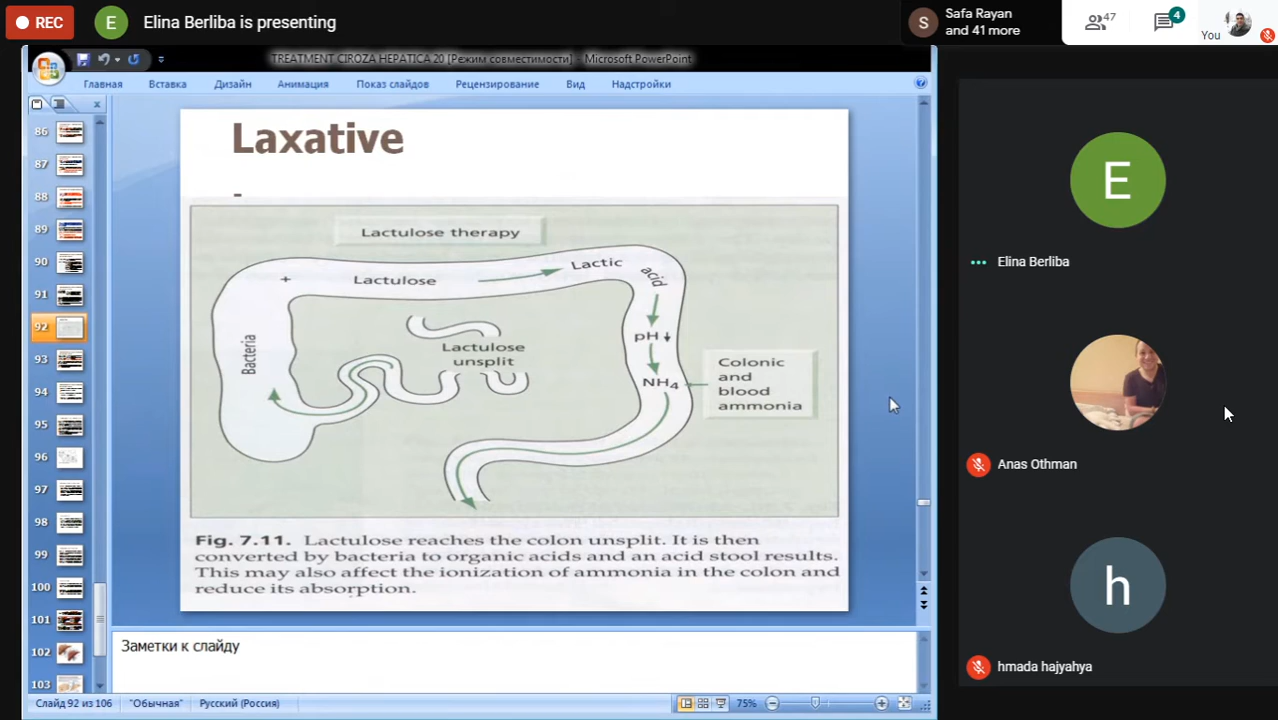 REC
E
Elina Berliba is presenting
S
Safa Rayan
and 41 more
47
4
You
TREATMENT CIROZA HEPATICA 20 [Режим совместимости] - Microsoft PowerPoint
Главная
Вставка
Дизайн
Анимация
Показ слайдов
Рецензирование
Вид
Надстройки
86
87
88
89
90
91
92
93
94
95
96
97
98
99
100
101
102
103
Laxative
-
Lactulose therapy
+
Lactulose
Lactic
acid
pH
NH4
Bacteria
Lactulose
unsplit
Colonic
and
blood
ammonia
Fig. 7.11. Lactulose reaches the colon unsplit. It is then
converted by bacteria to organic acids and an acid stool results.
This may also affect the ionization of ammonia in the colon and
reduce its absorption.
Заметки к слайду
Слайд 92 из 106
"Обычная"
Русский (Россия)
75%
E
Elina Berliba
Anas Othman
h
hmada hajyahya